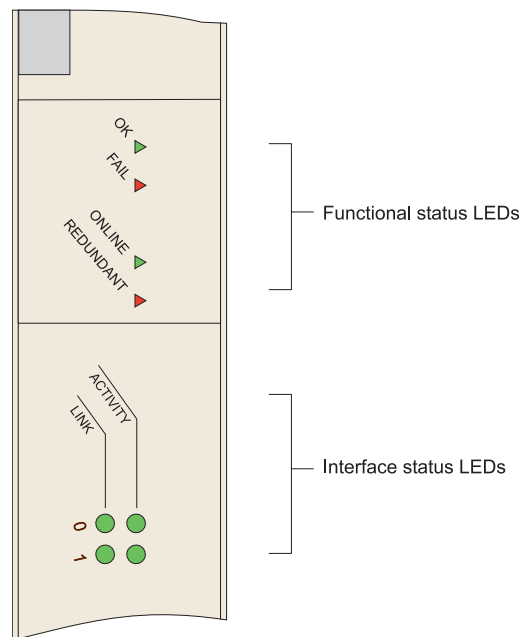 OK
FAIL
ONLINE
REDUNDANT
Functional status LEDs
ACTIVITY
LINK
Interface status LEDs
0
1